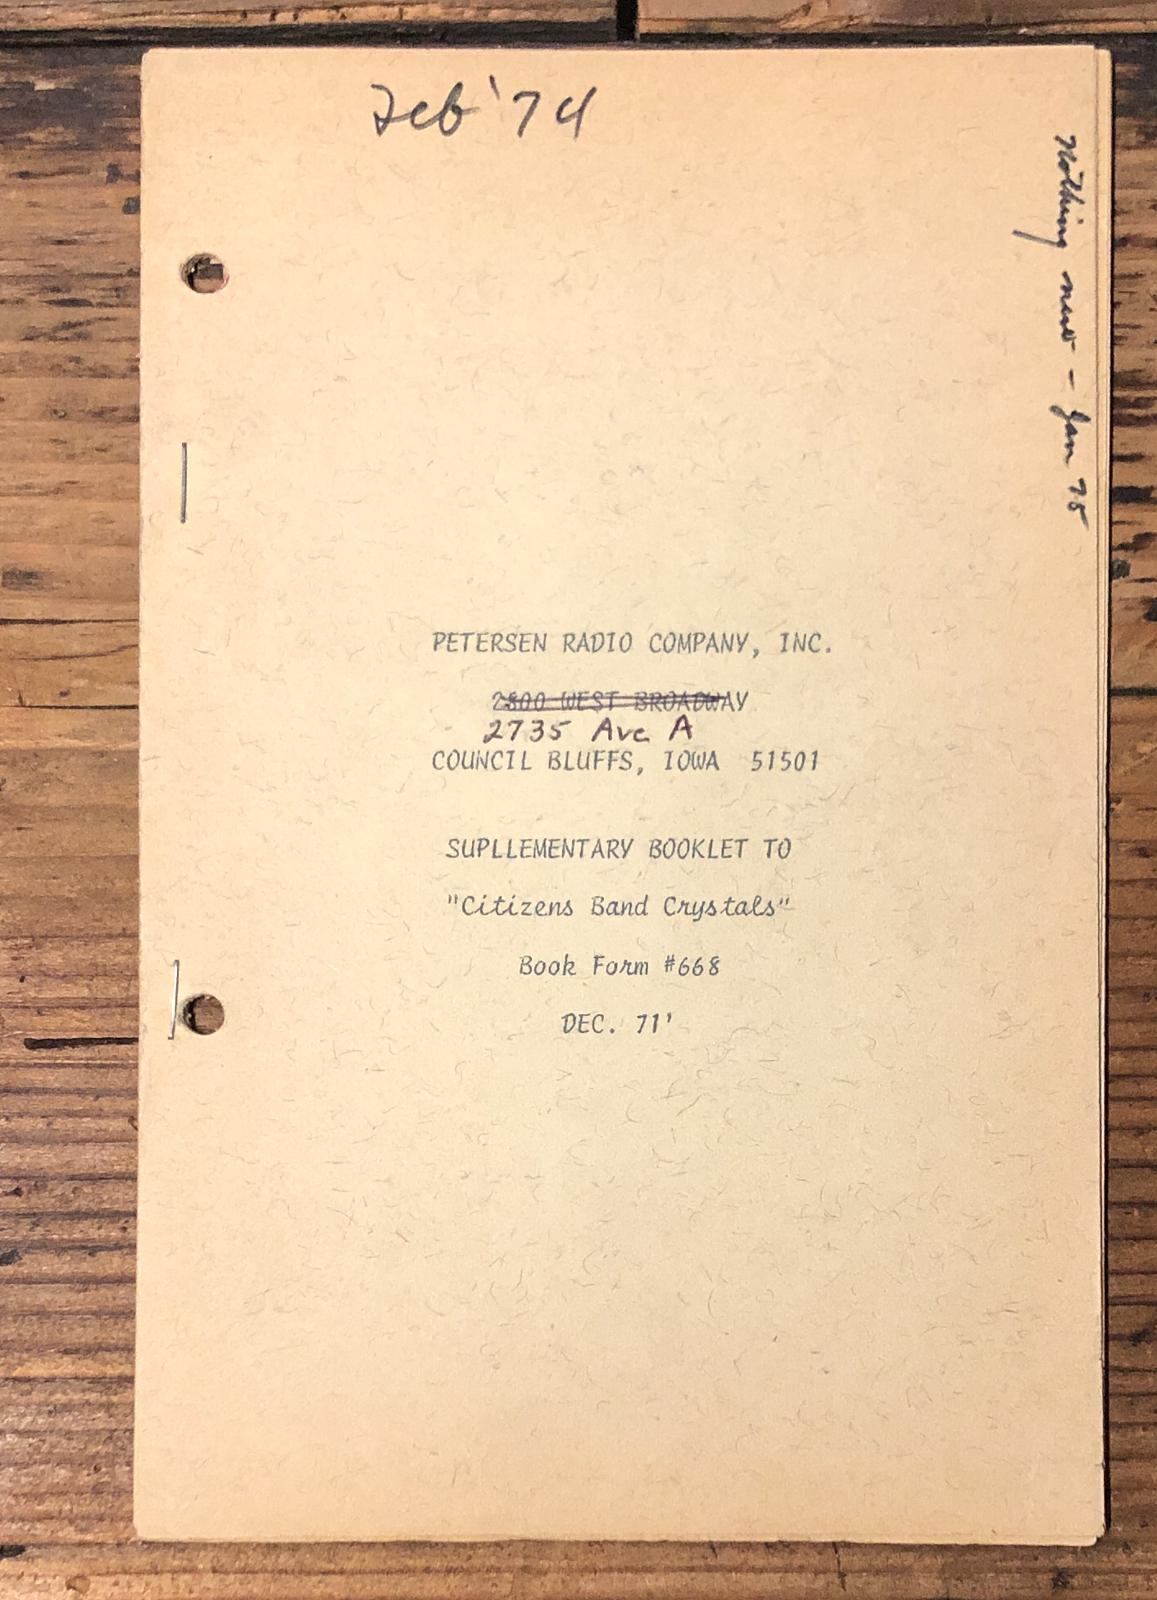 Feb '74
Nothing new - Jan 75
PETERSEN RADIO COMPANY, INC.
2800 WEST BROADWAY
2735 Ave A
COUNCIL BLUFFS, IOWA 51501
SUPLLEMENTARY BOOKLET TO
"Citizens Band Crystals"
Book Form #668
DEC. 71'